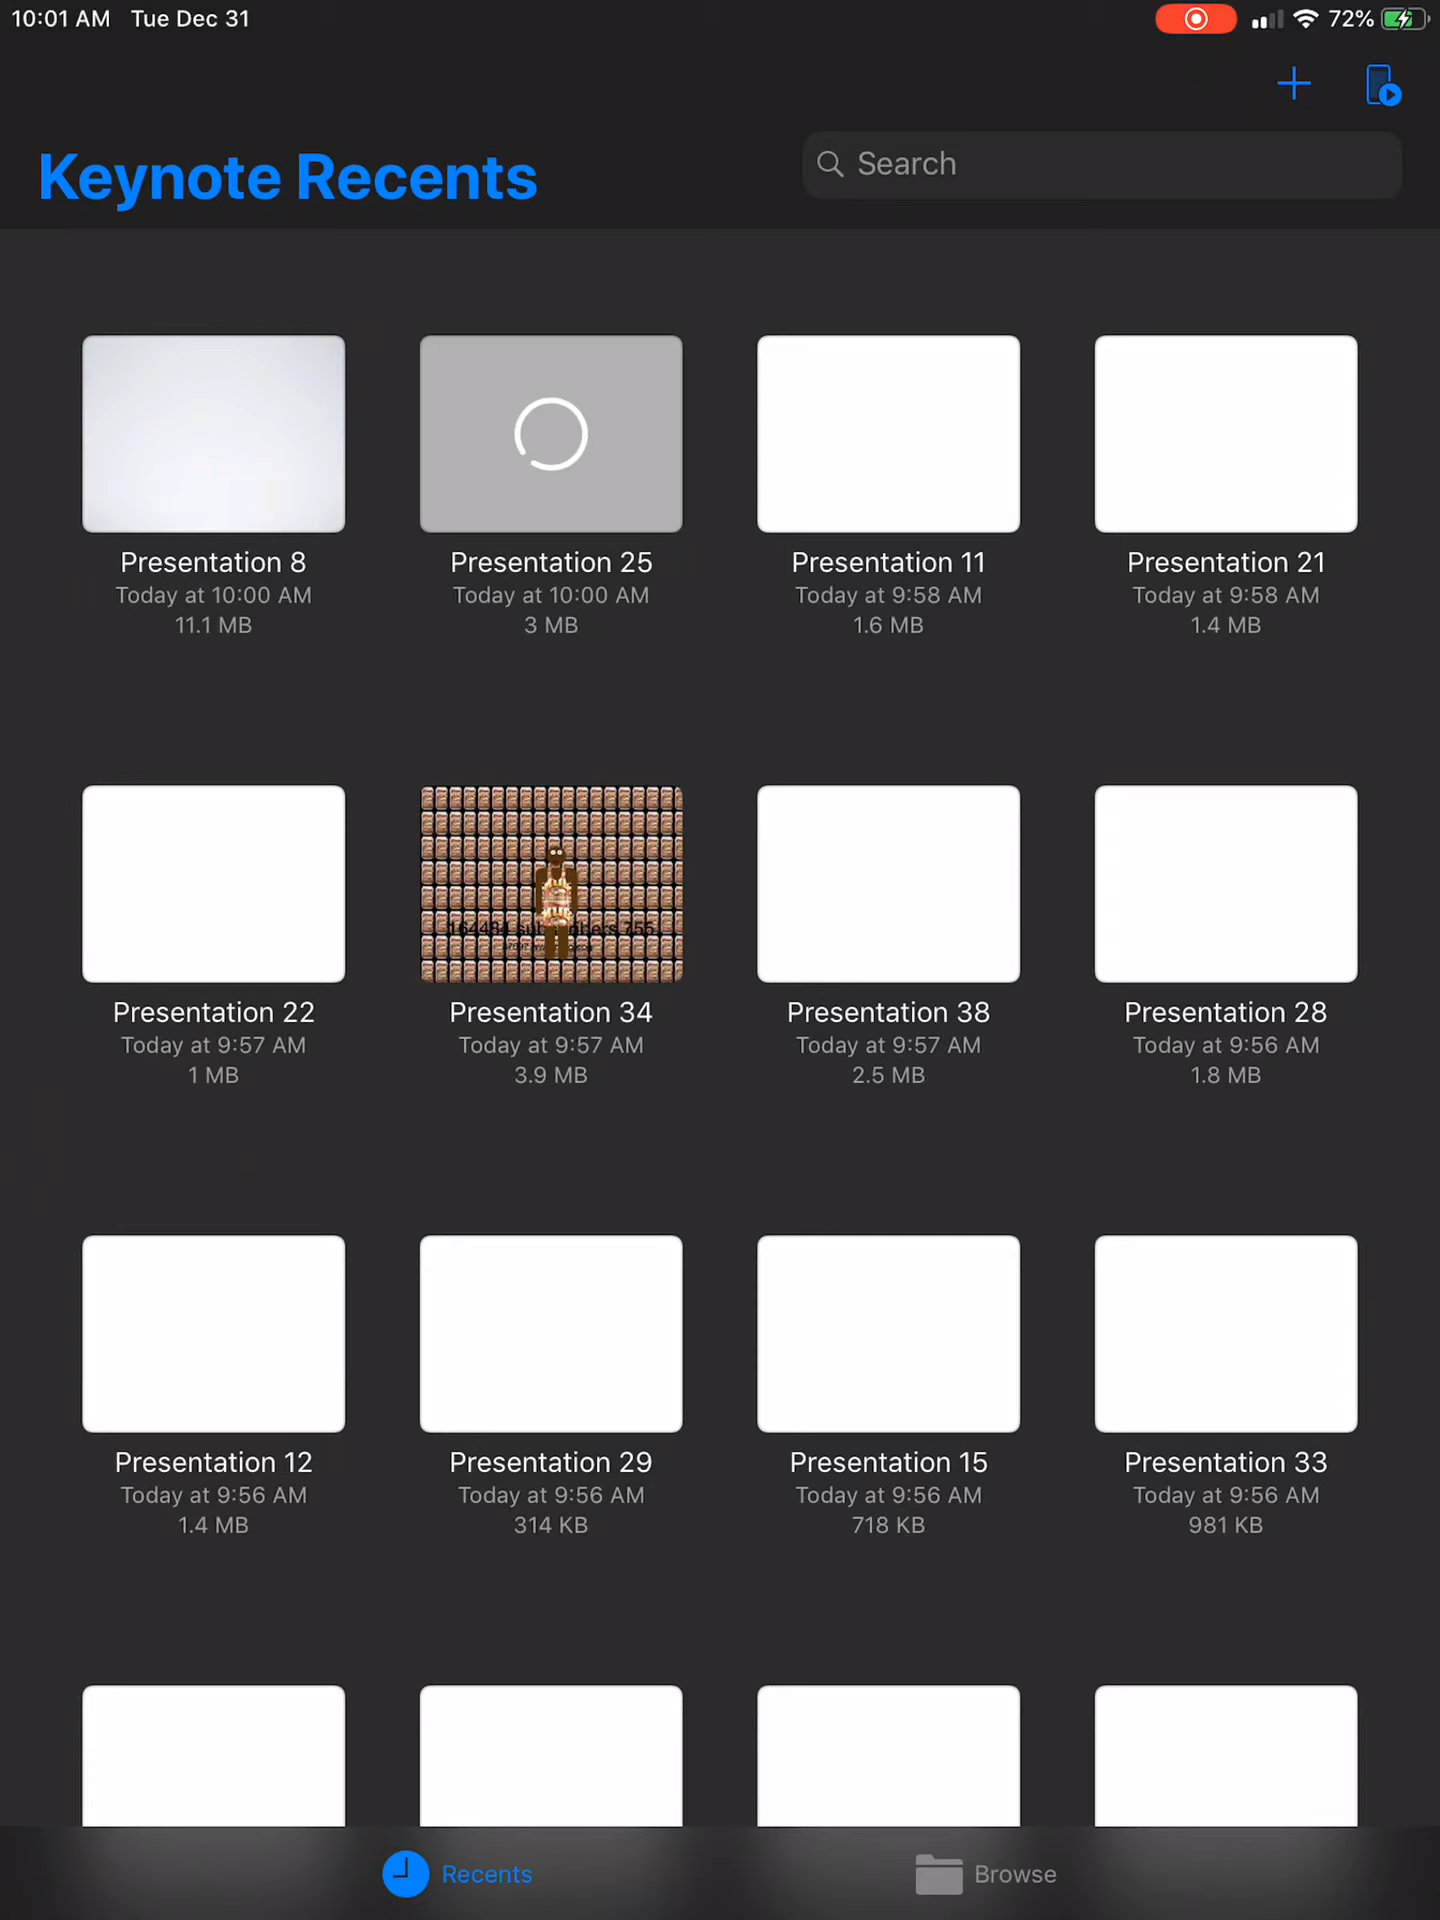 10:01 AM Tue Dec 31 72%
Keynote Recents
Search
Presentation 8
Today at 10:00 AM
11.1 MB
Presentation 25
Today at 10:00 AM
3 MB
Presentation 11
Today at 9:58 AM
1.6 MB
Presentation 21
Today at 9:58 AM
1.4 MB
Presentation 22
Today at 9:57 AM
1 MB
164484 subscribers 755
Presentation 34
Today at 9:57 AM
3.9 MB
Presentation 38
Today at 9:57 AM
2.5 MB
Presentation 28
Today at 9:56 AM
1.8 MB
Presentation 12
Today at 9:56 AM
1.4 MB
Presentation 29
Today at 9:56 AM
314 KB
Presentation 15
Today at 9:56 AM
718 KB
Presentation 33
Today at 9:56 AM
981 KB
Recents
Browse